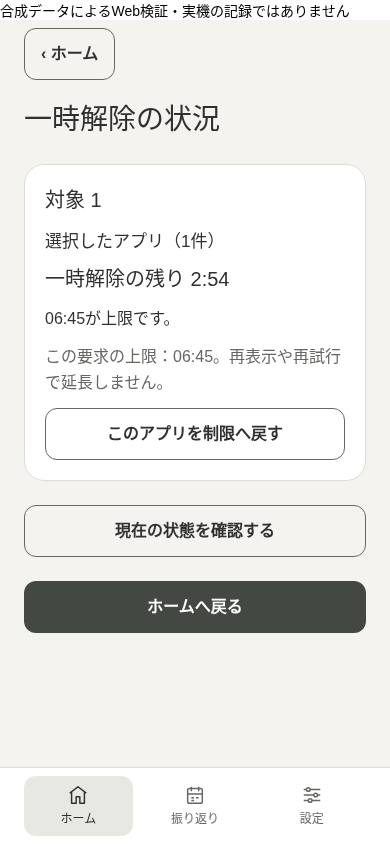 合成データによるWeb検証・実機の記録ではありません
‹ ホーム
一時解除の状況
対象 1
選択したアプリ（1件）
一時解除の残り 2:54
06:45が上限です。
この要求の上限：06:45。再表示や再試行
で延長しません。
このアプリを制限へ戻す
現在の状態を確認する
ホームへ戻る
ホーム
振り返り
設定